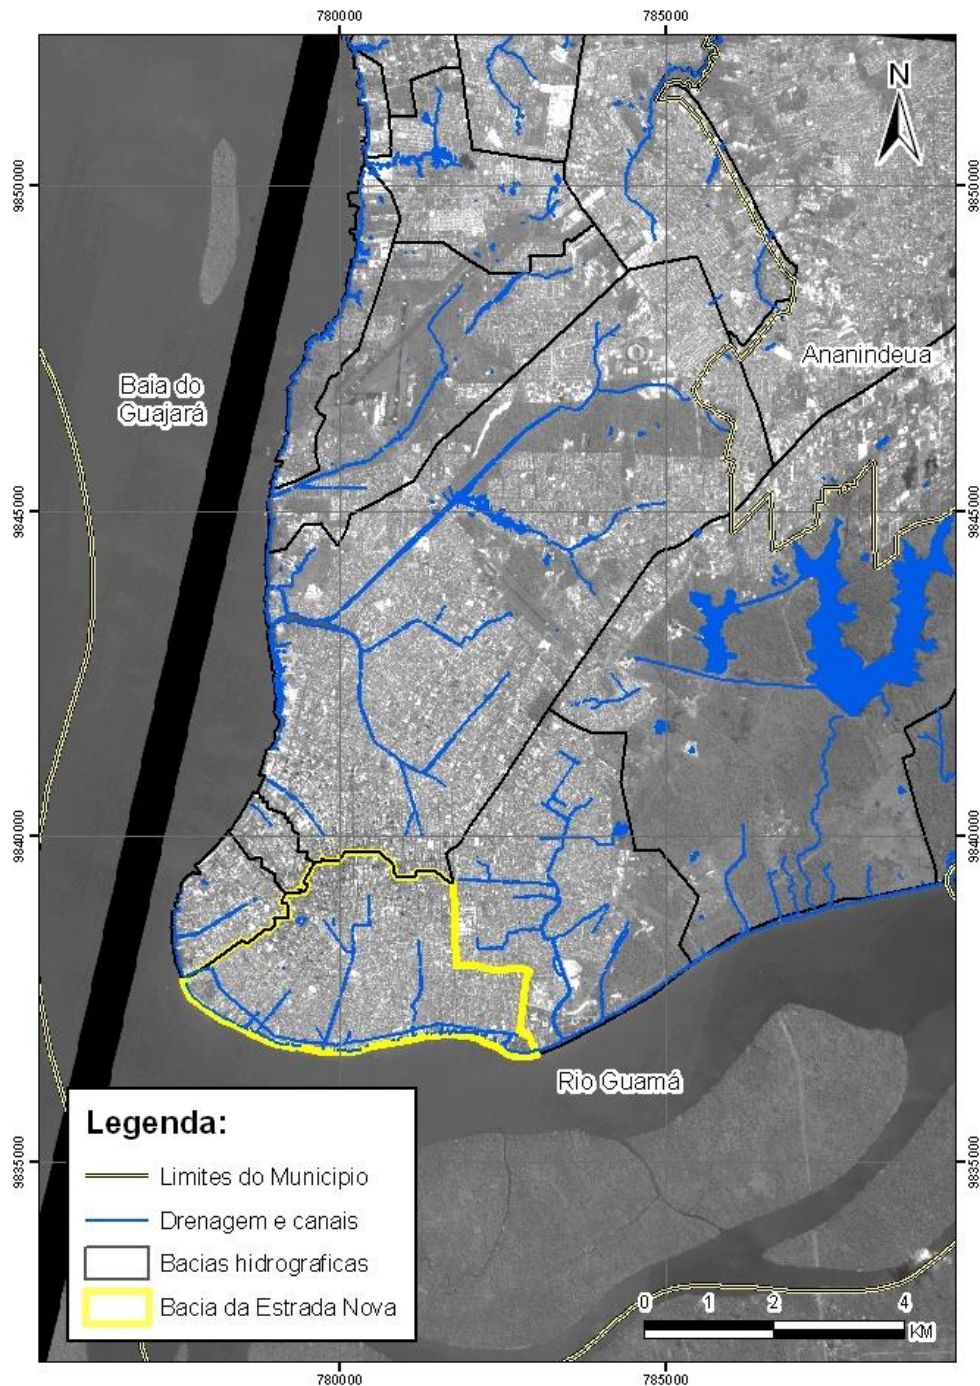 780000
785000
N
9850000
9850000
Ananindeua
Baia do
Guajará
9845000
9845000
9840000
9840000
Rio Guamá
Legenda:
Limites do Municipio
Drenagem e canais
Bacias hidrograficas
Bacia da Estrada Nova
9835000
9835000
0 1 2 4
KM
780000
785000